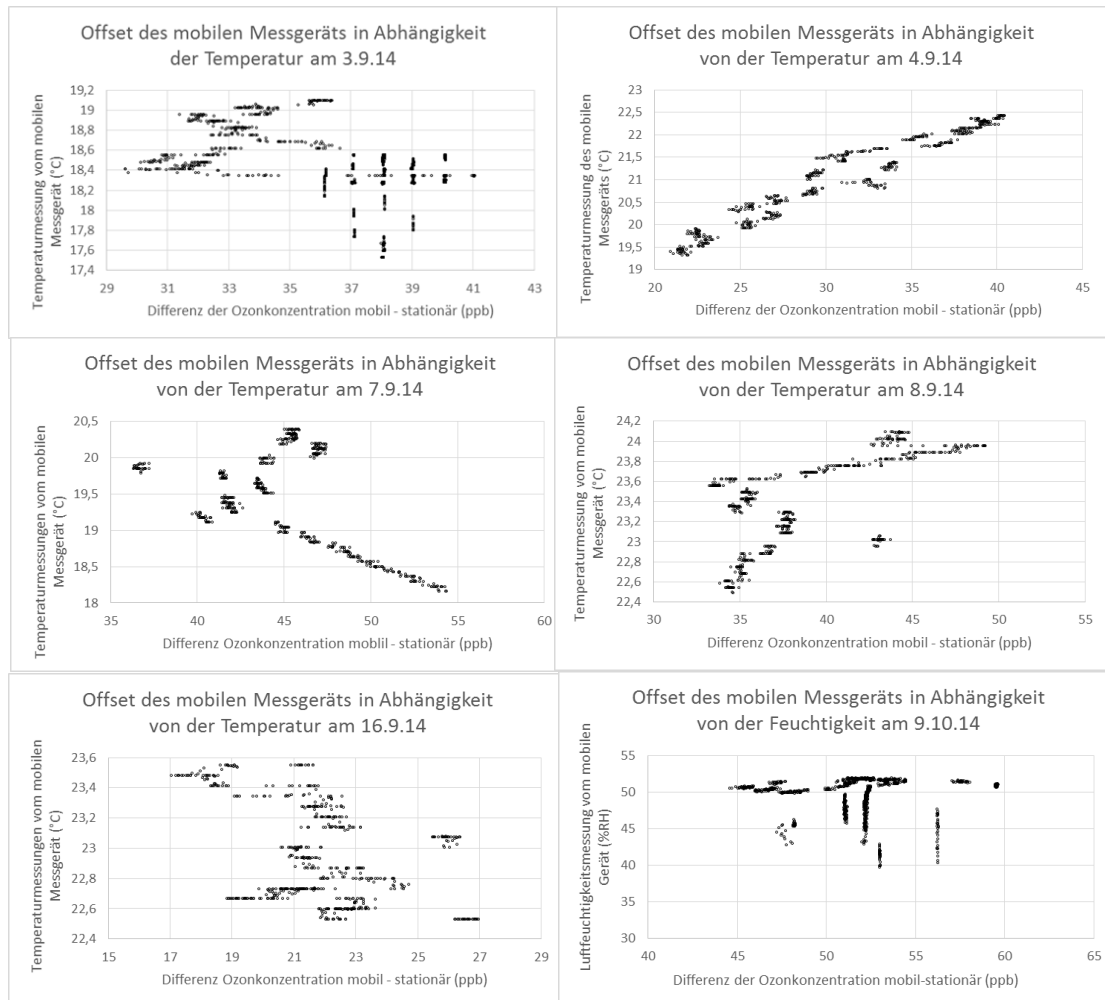 Offset des mobilen Messgeräts in Abhängigkeit
der Temperatur am 3.9.14
Temperaturmessung vom mobilen
Messgerät (°C)
19,2
19
18,8
18,6
18,4
18,2
18
17,8
17,6
17,4
29 31 33 35 37 39 41 43
Differenz der Ozonkonzentration mobil - stationär (ppb)
Offset des mobilen Messgeräts in Abhängigkeit
von der Temperatur am 4.9.14
Temperaturmessung des mobilen
Messgeräts (°C)
23
22,5
22
21,5
21
20,5
20
19,5
19
20 25 30 35 40 45
Differenz der Ozonkonzentration mobil - stationär (ppb)
Offset des mobilen Messgeräts in Abhängigkeit
von der Temperatur am 7.9.14
Temperaturmessungen vom mobilen
Messgerät (°C)
20,5
20
19,5
19
18,5
18
35 40 45 50 55 60
Differenz Ozonkonzentration moblil - stationär (ppb)
Offset des mobilen Messgeräts in Abhängigkeit
von der Temperatur am 8.9.14
Temperaturmessung vom mobilen
Messgerät (°C)
24,2
24
23,8
23,6
23,4
23,2
23
22,8
22,6
22,4
30 35 40 45 50 55
Differenz Ozonkonzentration mobil - stationär (ppb)
Offset des mobilen Messgeräts in Abhängigkeit
von der Temperatur am 16.9.14
Temperaturmessungen vom mobilen
Messgerät (°C)
23,6
23,4
23,2
23
22,8
22,6
22,4
15 17 19 21 23 25 27 29
Differenz Ozonkonzentration mobil - stationär (ppb)
Offset des mobilen Messgeräts in Abhängigkeit
von der Feuchtigkeit am 9.10.14
Luftfeuchtigkeitsmessung vom mobilen
Gerät (%RH)
55
50
45
40
35
30
40 45 50 55 60 65
Differenz der Ozonkonzentration mobil-stationär (ppb)